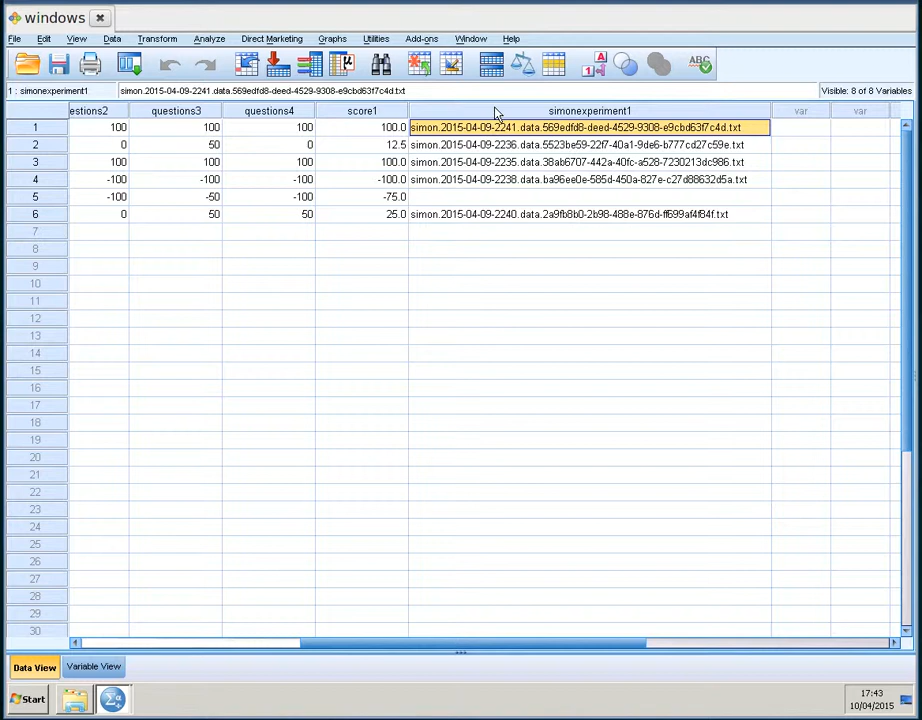 windows
File Edit View Data Transform Analyze Direct Marketing Graphs Utilities Add-ons Window Help
1 : simonexperiment1 simon.2015-04-09-2241.data.569edfd8-deed-4529-9308-e9cbd63f7c4d.txt Visible: 8 of 8 Variables
estions2 questions3 questions4 score1 simonexperiment1 var var
1 100 100 100 100.0 simon.2015-04-09-2241.data.569edfd8-deed-4529-9308-e9cbd63f7c4d.txt
2 0 50 0 12.5 simon.2015-04-09-2236.data.5523be59-22f7-40a1-9de6-b777cd27c59e.txt
3 100 100 100 100.0 simon.2015-04-09-2235.data.38ab6707-442a-40fc-a528-7230213dc986.txt
4 -100 -100 -100 -100.0 simon.2015-04-09-2238.data.ba96ee0e-585d-450a-827e-c27d88632d5a.txt
5 -100 -50 -100 -75.0
6 0 50 50 25.0 simon.2015-04-09-2240.data.2a9fb8b0-2b98-488e-876d-ff699af4f84f.txt
7
8
9
10
11
12
13
14
15
16
17
18
19
20
21
22
23
24
25
26
27
28
29
30
Data View Variable View
Start 17:43
10/04/2015